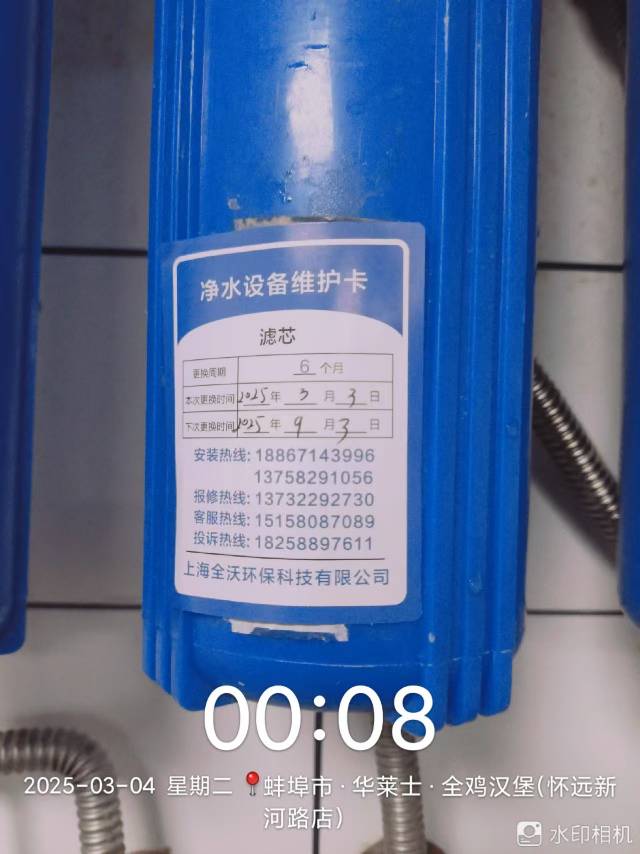 净水设备维护卡
滤芯
更换周期 6 个月
本次更换时间 2025 年 3 月 3 日
下次更换时间 2025 年 9 月 3 日
安装热线: 18867143996
13758291056
报修热线: 13732292730
客服热线: 15158087089
投诉热线: 18258897611
上海全沃环保科技有限公司
00:08
2025-03-04 星期二 📍蚌埠市·华莱士·全鸡汉堡(怀远新
河路店)
水印相机